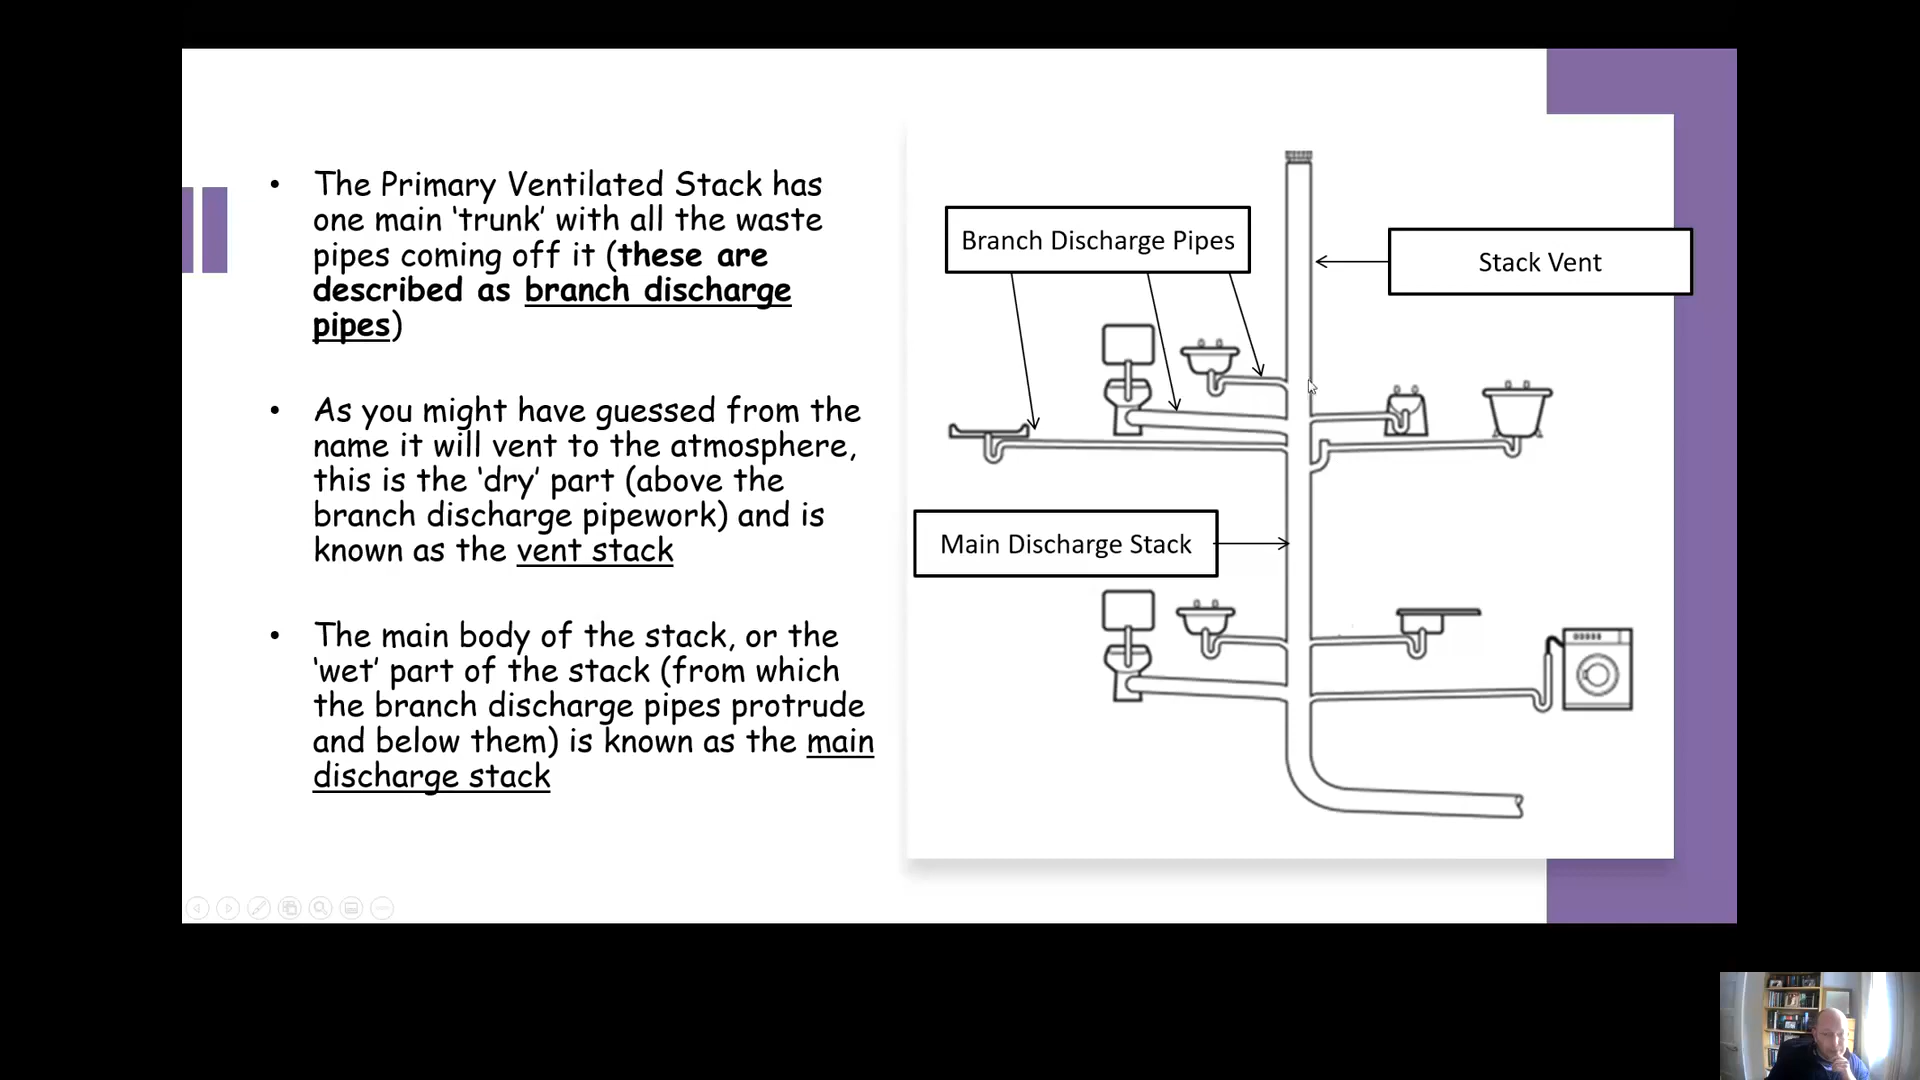 • The Primary Ventilated Stack has
one main ‘trunk’ with all the waste
pipes coming off it (these are
described as branch discharge
pipes)
• As you might have guessed from the
name it will vent to the atmosphere,
this is the ‘dry’ part (above the
branch discharge pipework) and is
known as the vent stack
• The main body of the stack, or the
‘wet’ part of the stack (from which
the branch discharge pipes protrude
and below them) is known as the main
discharge stack
Branch Discharge Pipes
Stack Vent
Main Discharge Stack